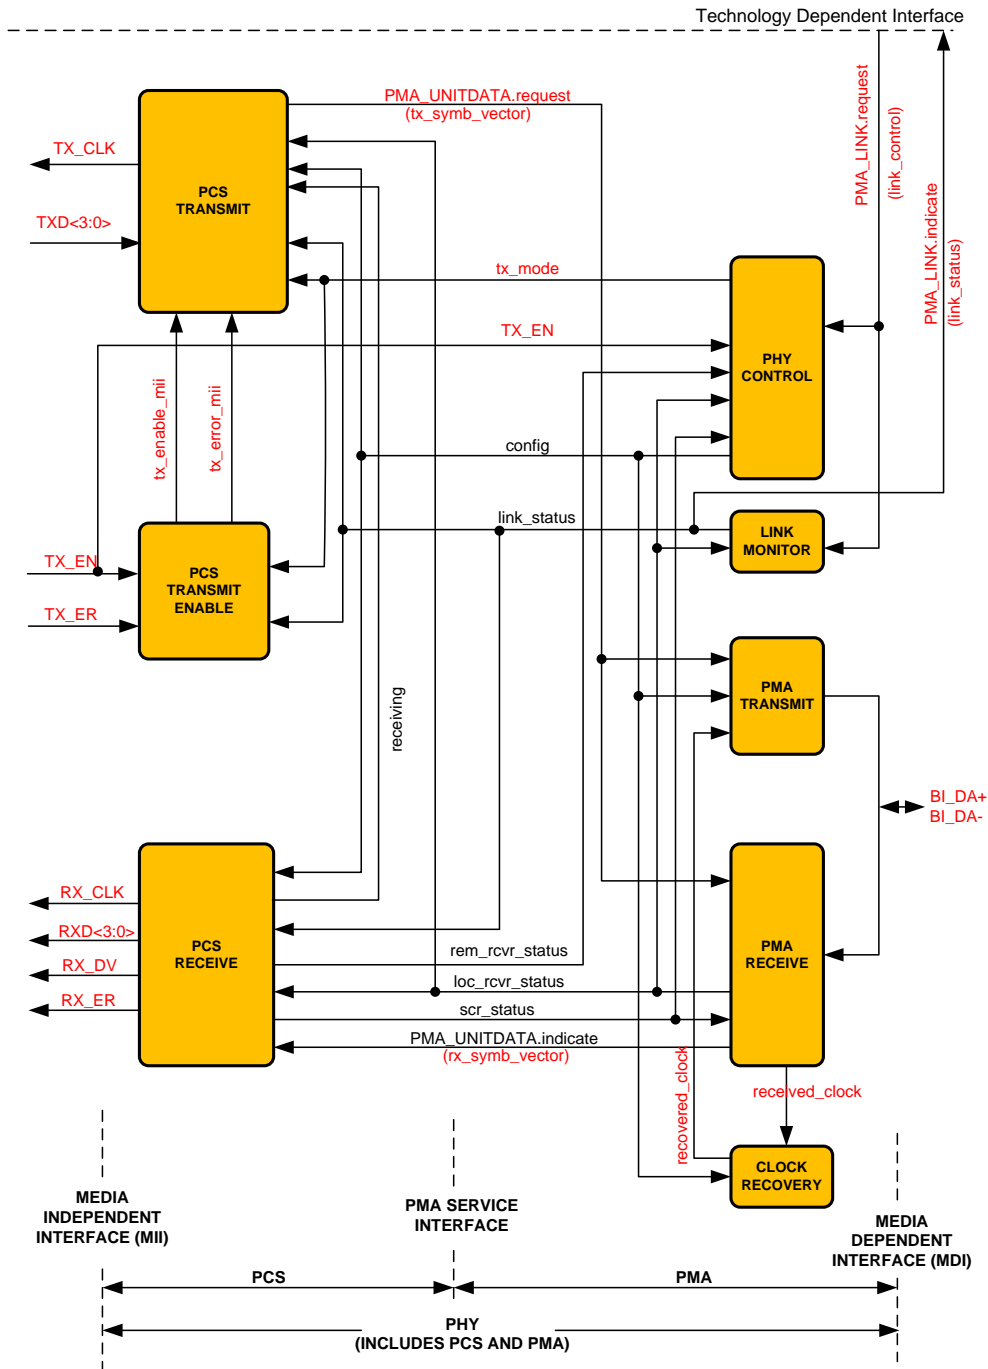 Technology Dependent Interface
PMA_UNITDATA.request
(tx_symb_vector)
PMA_LINK.request
(link_control)
PMA_LINK.indicate
(link_status)
TX_CLK
PCS
TRANSMIT
TXD<3:0>
tx_mode
TX_EN
PHY
CONTROL
tx_enable_mii
tx_error_mii
config
link_status
LINK
MONITOR
TX_EN
PCS
TRANSMIT
ENABLE
TX_ER
receiving
PMA
TRANSMIT
BI_DA+
BI_DA-
RX_CLK
RXD<3:0>
RX_DV
RX_ER
PCS
RECEIVE
rem_rcvr_status
loc_rcvr_status
scr_status
PMA_UNITDATA.indicate
(rx_symb_vector)
PMA
RECEIVE
recovered_clock
received_clock
CLOCK
RECOVERY
MEDIA
INDEPENDENT
INTERFACE (MII)
PMA SERVICE
INTERFACE
MEDIA
DEPENDENT
INTERFACE (MDI)
PCS
PMA
PHY
(INCLUDES PCS AND PMA)